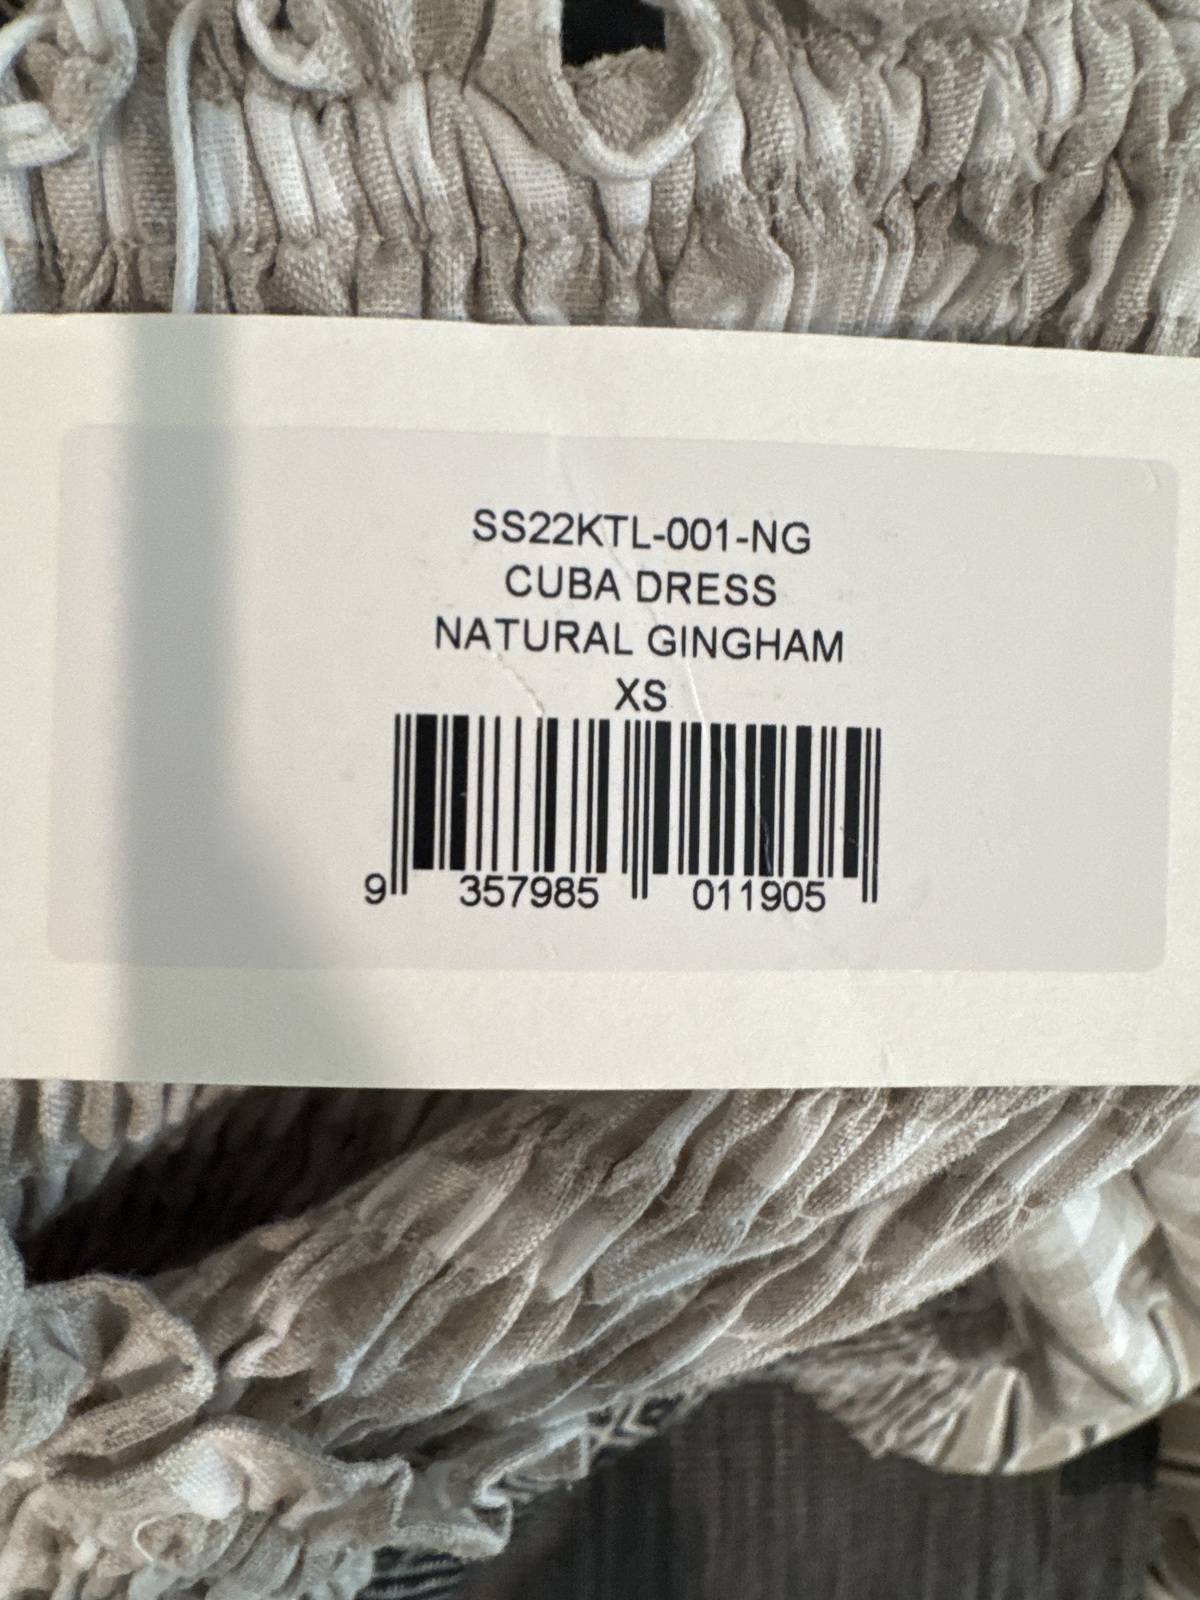 SS22KTL-001-NG
CUBA DRESS
NATURAL GINGHAM
XS
9 357985 011905